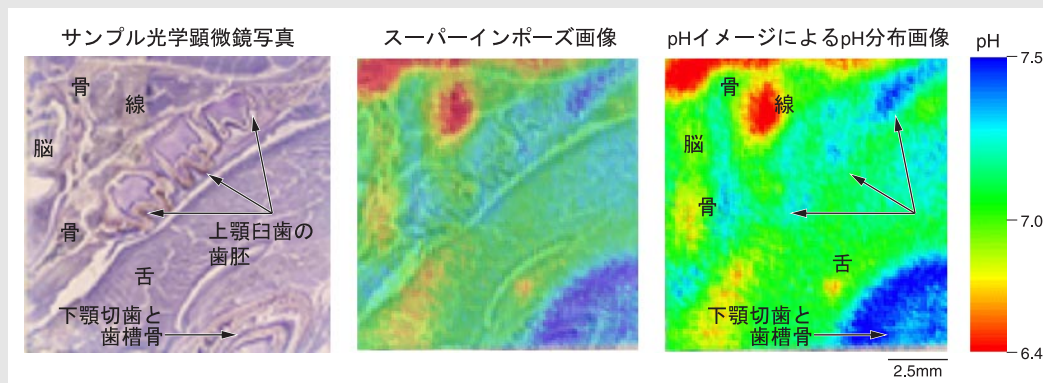 サンプル光学顕微鏡写真
骨
線
脳
骨
上顎臼歯の
歯胚
舌
下顎切歯と
歯槽骨
スーパーインポーズ画像
pHイメージによるpH分布画像
骨
線
脳
骨
舌
下顎切歯と
歯槽骨
pH
7.5
7.0
6.4
2.5mm